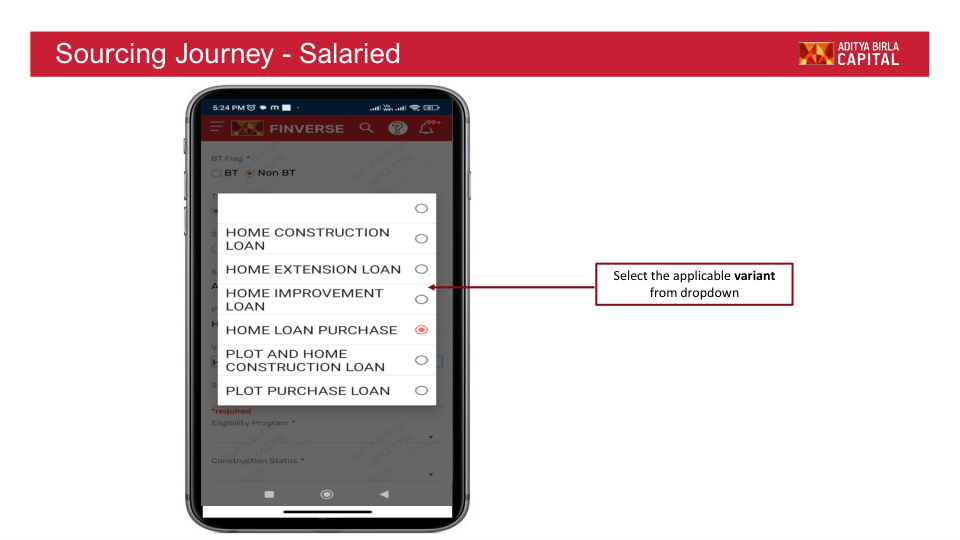 Sourcing Journey - Salaried
ADITYA BIRLA
CAPITAL
5:24 PM
FINVERSE
99+
BT Flag *
BT Non BT
HOME CONSTRUCTION
LOAN
HOME EXTENSION LOAN
HOME IMPROVEMENT
LOAN
HOME LOAN PURCHASE
PLOT AND HOME
CONSTRUCTION LOAN
PLOT PURCHASE LOAN
*required
Eligibility Program *
Construction Status *
Select the applicable variant
from dropdown